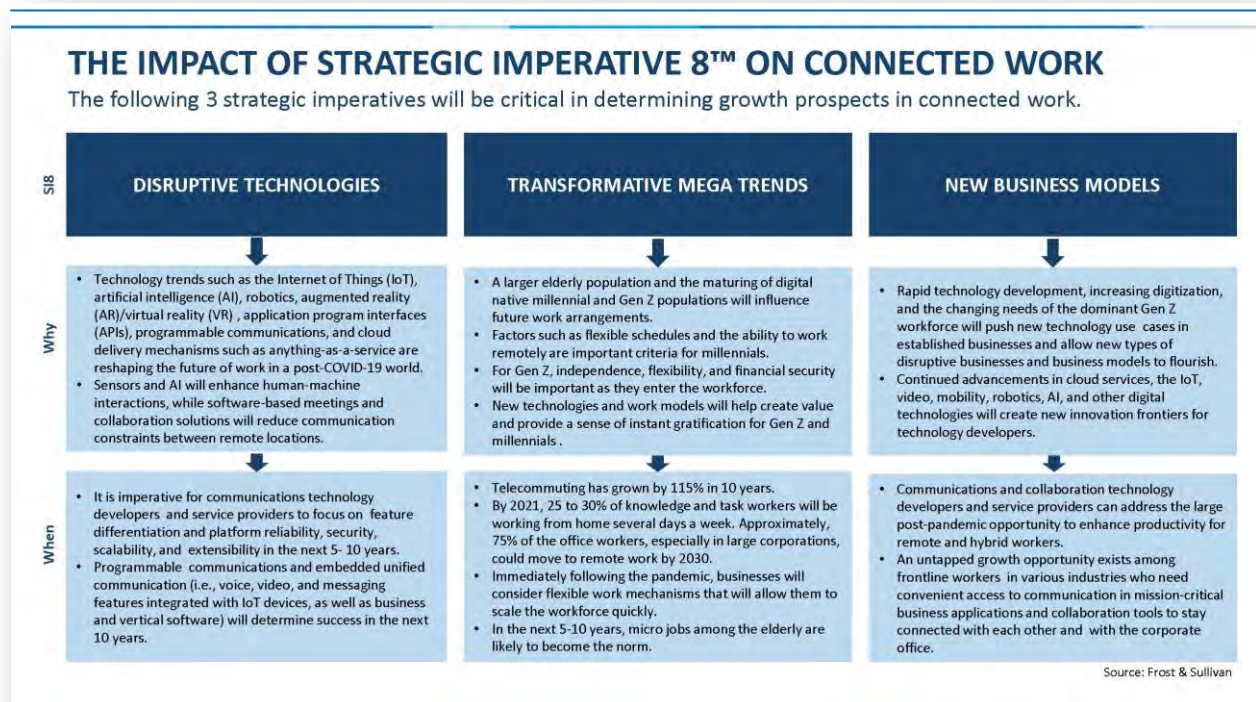 THE IMPACT OF STRATEGIC IMPERATIVE 8™ ON CONNECTED WORK
The following 3 strategic imperatives will be critical in determining growth prospects in connected work.
SI8
DISRUPTIVE TECHNOLOGIES
TRANSFORMATIVE MEGA TRENDS
NEW BUSINESS MODELS
Why
• Technology trends such as the Internet of Things (IoT),
artificial intelligence (AI), robotics, augmented reality
(AR)/virtual reality (VR) , application program interfaces
(APIs), programmable communications, and cloud
delivery mechanisms such as anything-as-a-service are
reshaping the future of work in a post-COVID-19 world.
• Sensors and AI will enhance human-machine
interactions, while software-based meetings and
collaboration solutions will reduce communication
constraints between remote locations.
• A larger elderly population and the maturing of digital
native millennial and Gen Z populations will influence
future work arrangements.
• Factors such as flexible schedules and the ability to work
remotely are important criteria for millennials.
• For Gen Z, independence, flexibility, and financial security
will be important as they enter the workforce.
• New technologies and work models will help create value
and provide a sense of instant gratification for Gen Z and
millennials .
• Rapid technology development, increasing digitization,
and the changing needs of the dominant Gen Z
workforce will push new technology use cases in
established businesses and allow new types of
disruptive businesses and business models to flourish.
• Continued advancements in cloud services, the IoT,
video, mobility, robotics, AI, and other digital
technologies will create new innovation frontiers for
technology developers.
When
• It is imperative for communications technology
developers and service providers to focus on feature
differentiation and platform reliability, security,
scalability, and extensibility in the next 5- 10 years.
• Programmable communications and embedded unified
communication (i.e., voice, video, and messaging
features integrated with IoT devices, as well as business
and vertical software) will determine success in the next
10 years.
• Telecommuting has grown by 115% in 10 years.
• By 2021, 25 to 30% of knowledge and task workers will be
working from home several days a week. Approximately,
75% of the office workers, especially in large corporations,
could move to remote work by 2030.
• Immediately following the pandemic, businesses will
consider flexible work mechanisms that will allow them to
scale the workforce quickly.
• In the next 5-10 years, micro jobs among the elderly are
likely to become the norm.
• Communications and collaboration technology
developers and service providers can address the large
post-pandemic opportunity to enhance productivity for
remote and hybrid workers.
• An untapped growth opportunity exists among
frontline workers in various industries who need
convenient access to communication in mission-critical
business applications and collaboration tools to stay
connected with each other and with the corporate
office.
Source: Frost & Sullivan